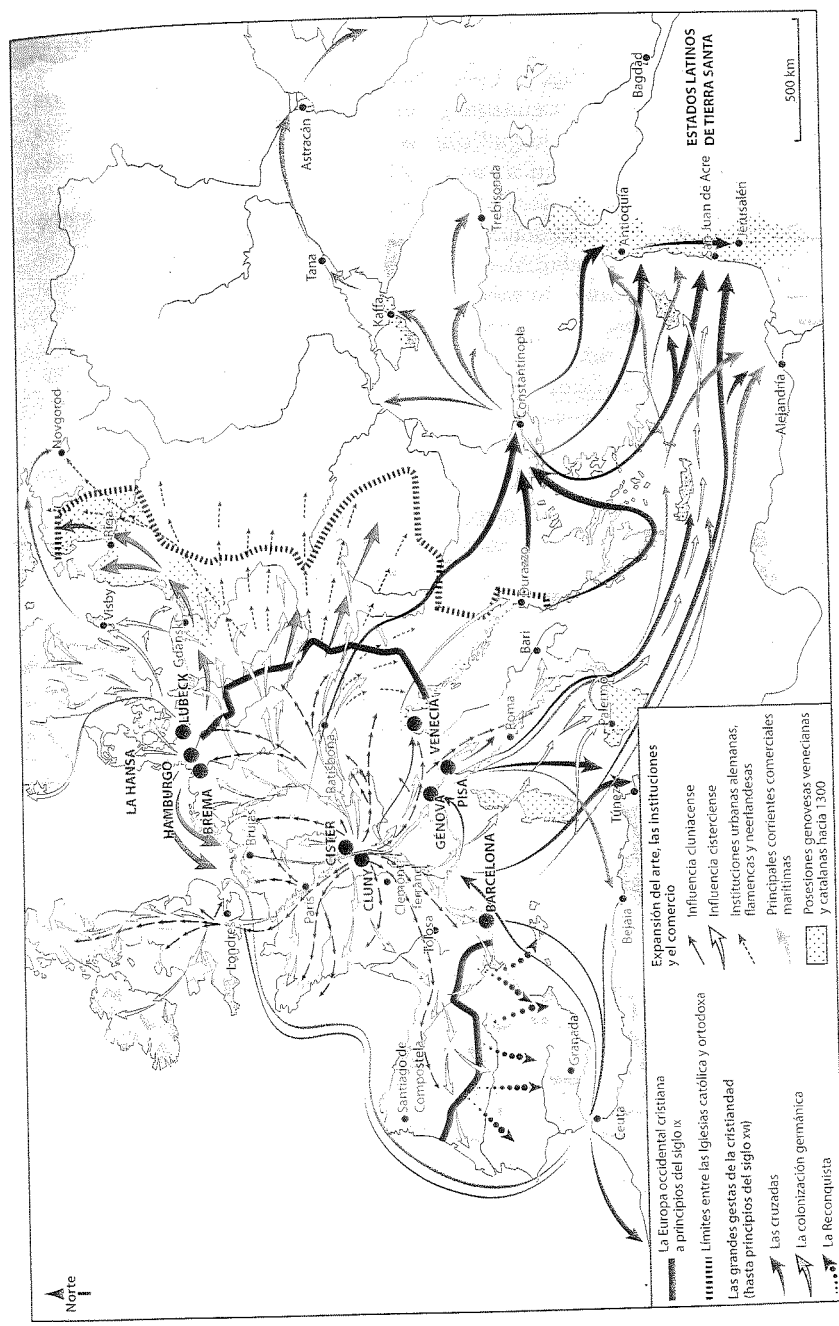 Norte
LA HANSA
HAMBURGO
BREMA
LUBECK
Visby
Riga
Novgorod
Gdansk
Londres
Brujas
París
Ratisbona
CÍSTER
CLUNY
Clermont
Ferrand
Tolosa
Santiago de
Compostela
BARCELONA
GÉNOVA
PISA
VENECIA
Roma
Bari
Durazzo
Palermo
Túnez
Bejaia
Granada
Ceuta
Constantinopla
Kaffa
Tana
Astracán
Trebisonda
Antioquía
San Juan de Acre
Jerusalén
Alejandría
Bagdad
ESTADOS LATINOS
DE TIERRA SANTA
500 km
La Europa occidental cristiana
a principios del siglo IX
Límites entre las Iglesias católica y ortodoxa
Las grandes gestas de la cristiandad
(hasta principios del siglo XVI)
Las cruzadas
La colonización germánica
La Reconquista
Expansión del arte, las instituciones
y el comercio
Influencia cluniacense
Influencia cisterciense
Instituciones urbanas alemanas,
flamencas y neerlandesas
Principales corrientes comerciales
marítimas
Posesiones genovesas venecianas
y catalanas hacia 1300